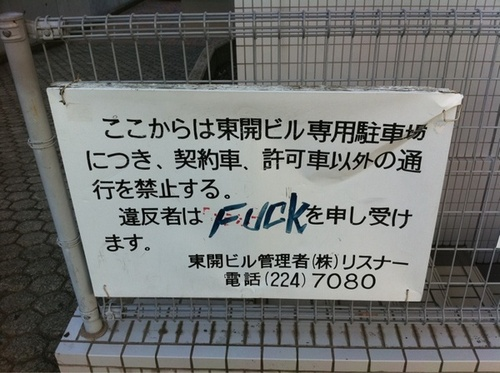 ここからは東開ビル専用駐車場
につき、契約車、許可車以外の通
行を禁止する。
違反者はFUCKを申し受け
ます。
東開ビル管理者(株)リスナー
電話(224)7080